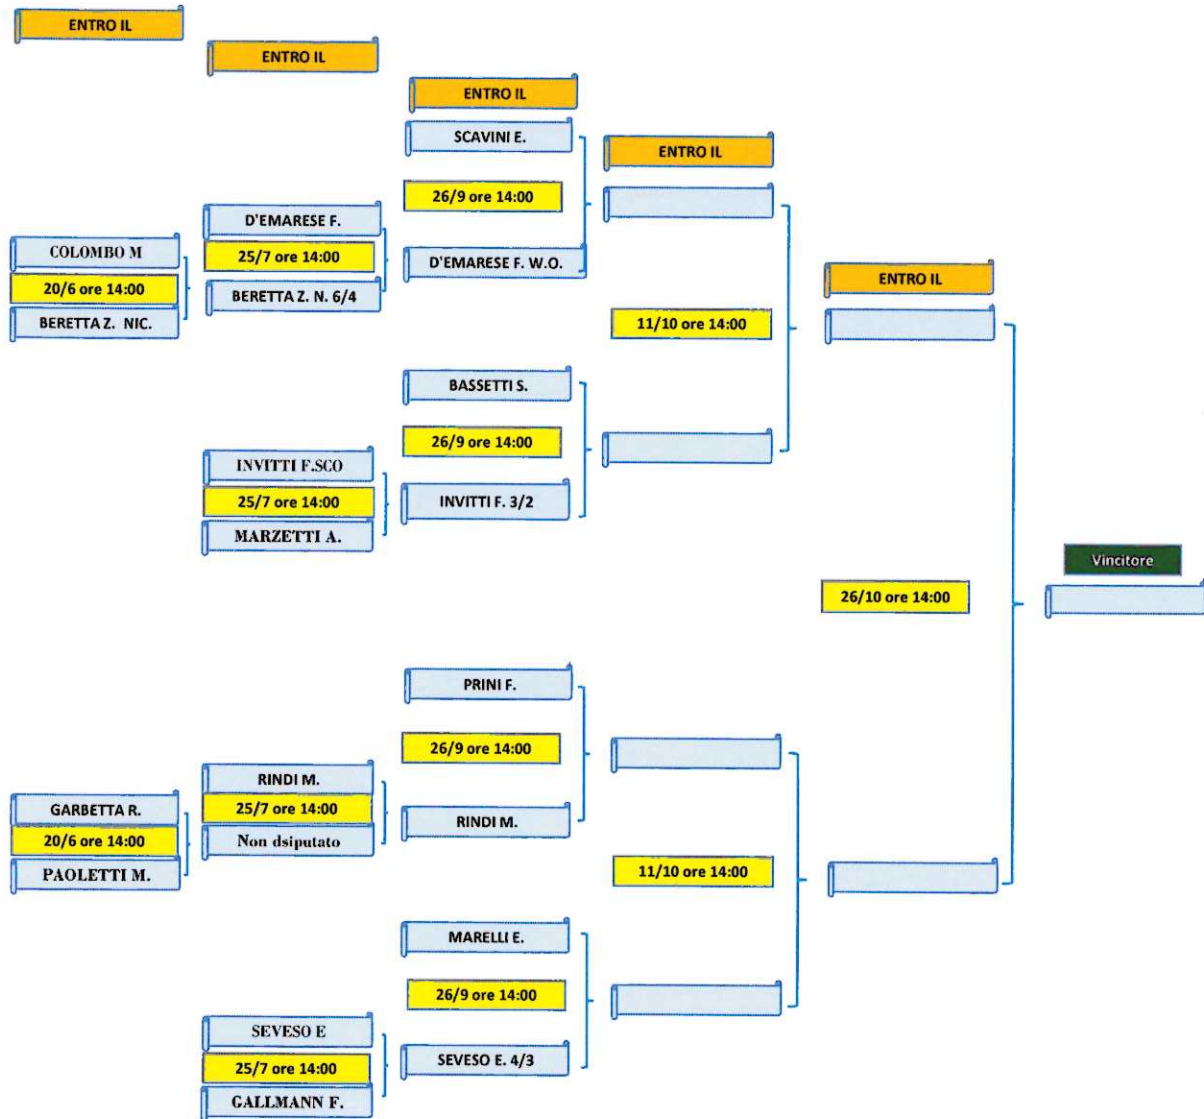 ENTRO IL
ENTRO IL
ENTRO IL
SCAVINI E.
ENTRO IL
26/9 ore 14:00
D'EMARESE F.
COLOMBO M
25/7 ore 14:00
D'EMARESE F. W.O.
20/6 ore 14:00
BERETTA Z. N. 6/4
ENTRO IL
BERETTA Z. NIC.
11/10 ore 14:00
BASSETTI S.
26/9 ore 14:00
INVITTI F.SCO
25/7 ore 14:00
INVITTI F. 3/2
MARZETTI A.
Vincitore
26/10 ore 14:00
PRINI F.
26/9 ore 14:00
RINDI M.
GARBETTA R.
25/7 ore 14:00
RINDI M.
20/6 ore 14:00
Non dsiputato
PAOLETTI M.
11/10 ore 14:00
MARELLI E.
26/9 ore 14:00
SEVESO E
25/7 ore 14:00
SEVESO E. 4/3
GALLMANN F.